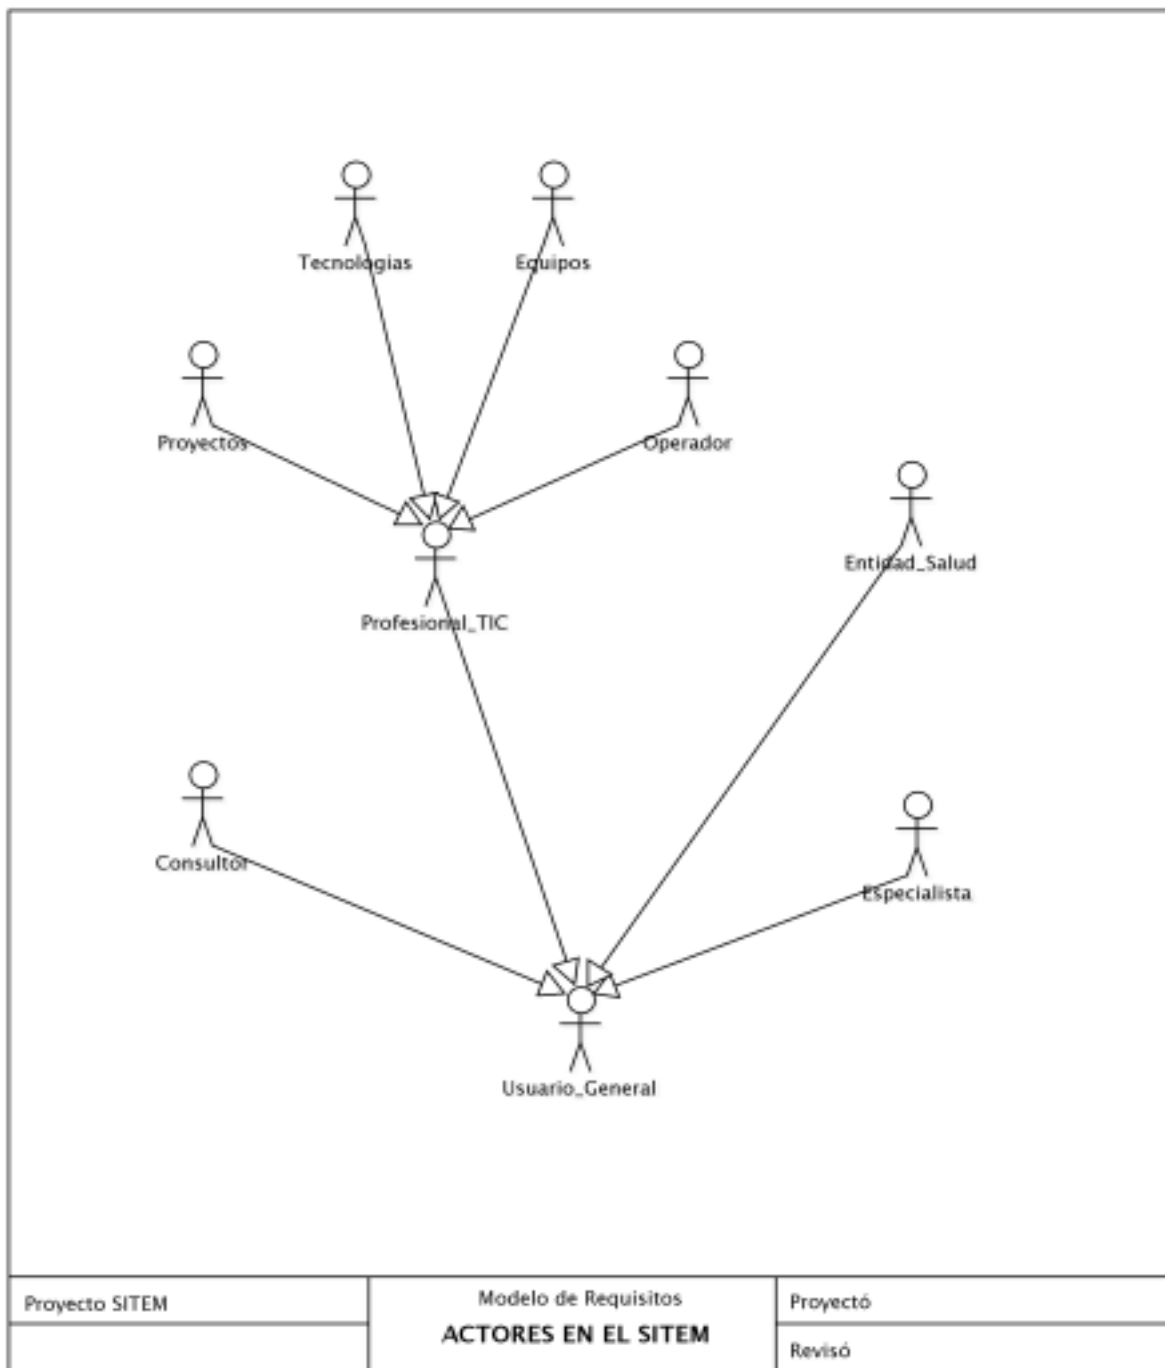 Tecnologias
Equipos
Proyectos
Operador
Entidad_Salud
Profesional_TIC
Consultor
Especialista
Usuario_General
Proyecto SITEM
Modelo de Requisitos
ACTORES EN EL SITEM
Proyectó
Revisó